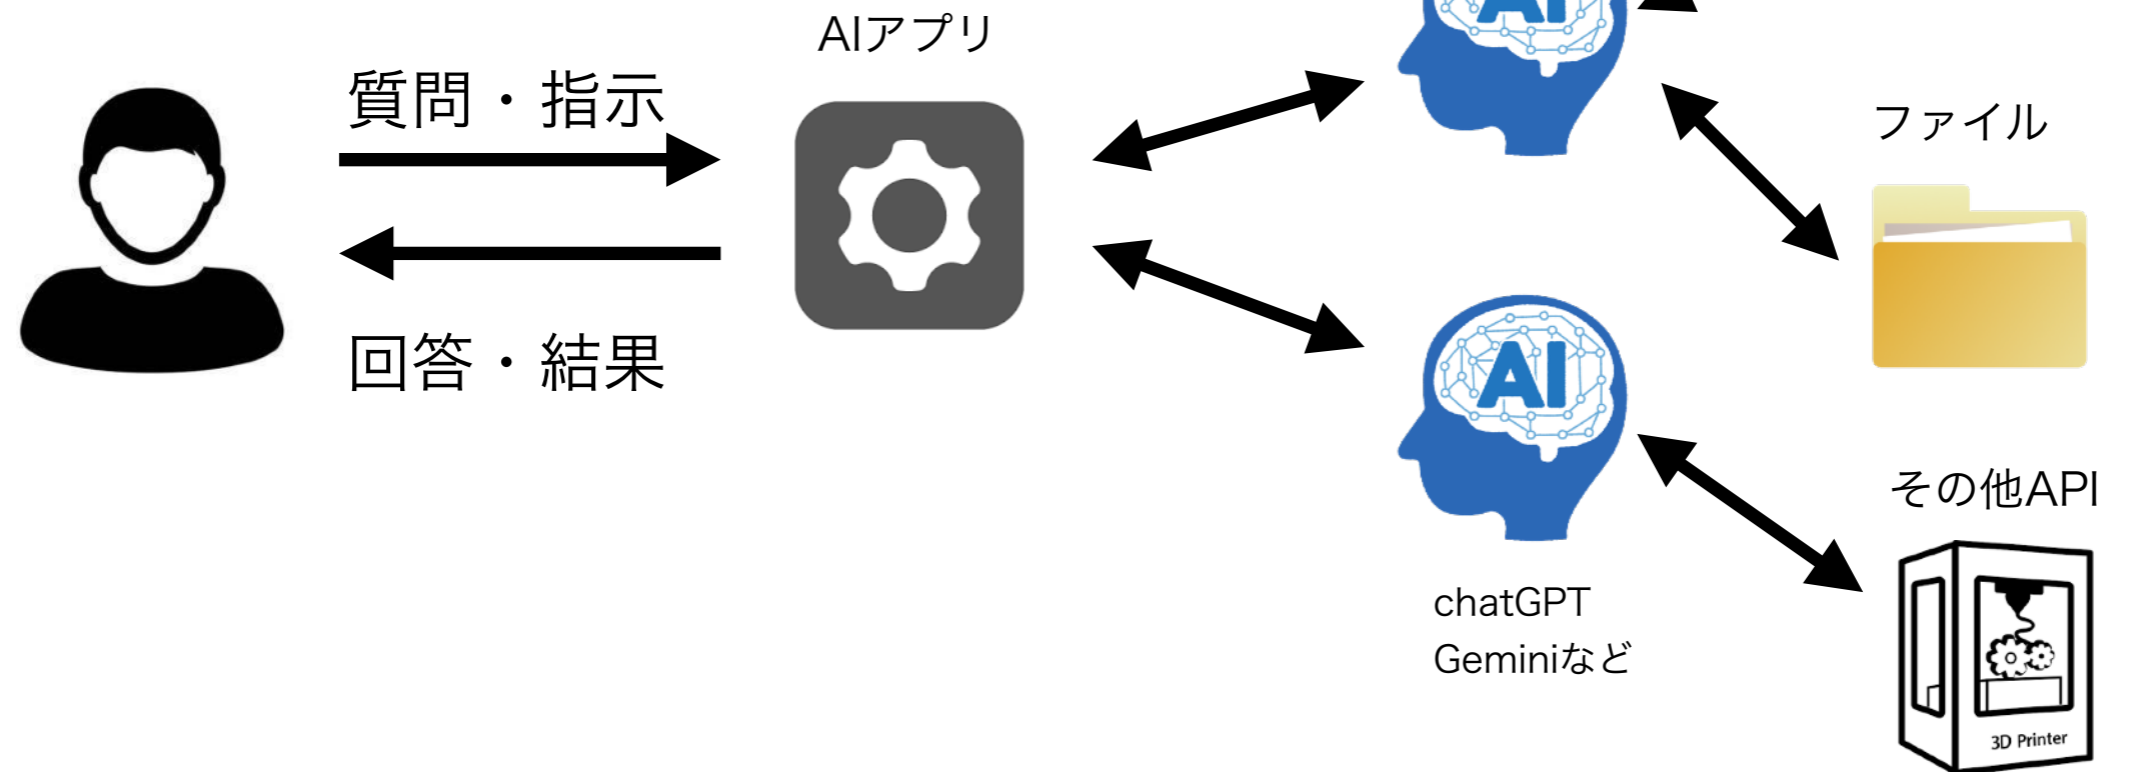 AIアプリ
AI
質問・指示
ファイル
回答・結果
AI
その他API
chatGPT
Geminiなど
3D Printer